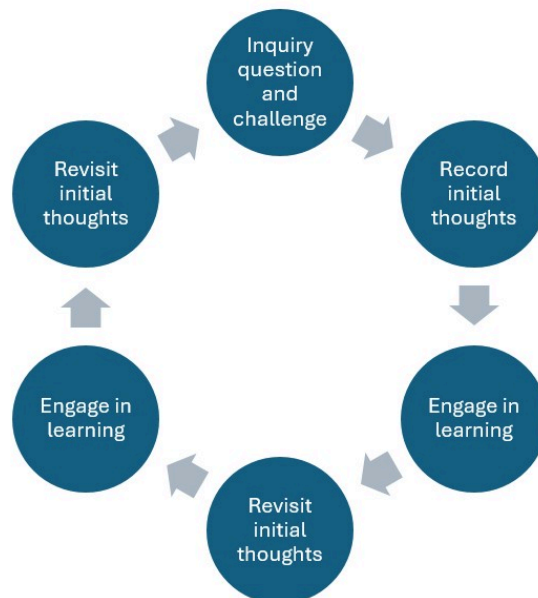 Inquiry
question
and
challenge
Record
initial
thoughts
Engage in
learning
Revisit
initial
thoughts
Engage in
learning
Revisit
initial
thoughts